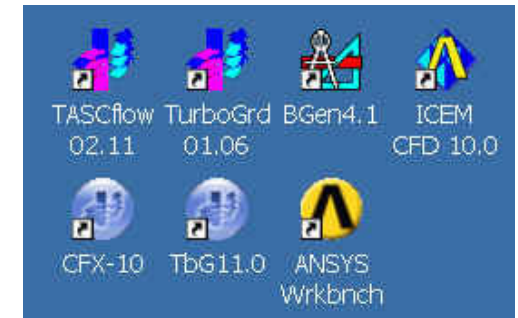 TASCflow TurboGrd BGen4.1 ICEM
02.11 01.06 CFD 10.0
CFX-10 TbG11.0 ANSYS
Wrkbnch